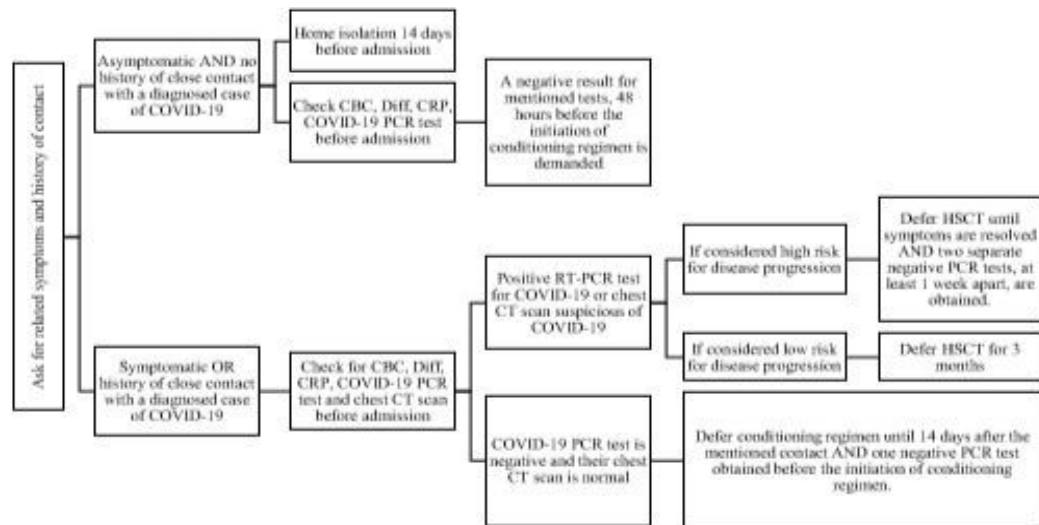 Ask for related symptoms and history of contact
Asymptomatic AND no
history of close contact
with a diagnosed case
of COVID-19
Home isolation 14 days
before admission
Check CBC, Diff, CRP,
COVID-19 PCR test
before admission
A negative result for
mentioned tests, 48
hours before the
initiation of
conditioning regimen is
demanded
Symptomatic OR
history of close contact
with a diagnosed case
of COVID-19
Check for CBC, Diff,
CRP, COVID-19 PCR
test and chest CT scan
before admission
Positive RT-PCR test
for COVID-19 or chest
CT scan suspicious of
COVID-19
If considered high risk
for disease progression
Defer HSCT until
symptoms are resolved
AND two separate
negative PCR tests, at
least 1 week apart, are
obtained.
If considered low risk
for disease progression
Defer HSCT for 3
months
COVID-19 PCR test is
negative and their chest
CT scan is normal
Defer conditioning regimen until 14 days after the
mentioned contact AND one negative PCR test
obtained before the initiation of conditioning
regimen.